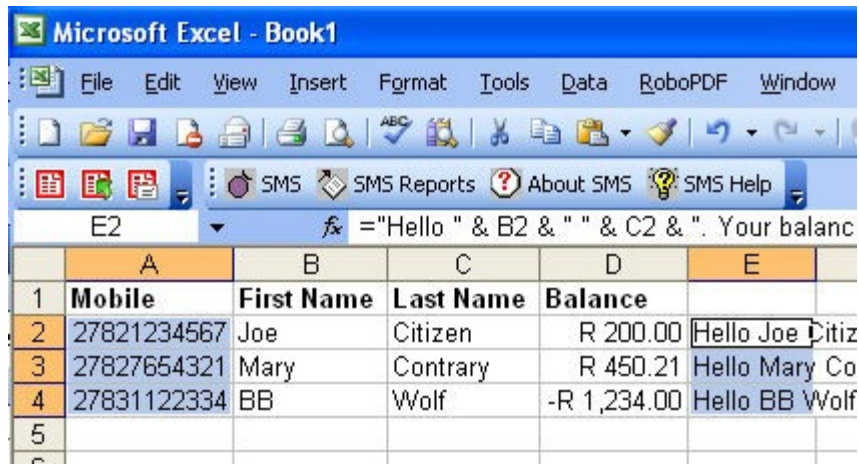 Microsoft Excel - Book1
File Edit View Insert Format Tools Data RoboPDF Window
ABC
SMS SMS Reports About SMS SMS Help
E2 fx ="Hello " & B2 & " " & C2 & ". Your balanc
A B C D E
1 Mobile First Name Last Name Balance
2 27821234567 Joe Citizen R 200.00 Hello Joe Citiz
3 27827654321 Mary Contrary R 450.21 Hello Mary Co
4 27831122334 BB Wolf -R 1,234.00 Hello BB Wolf
5